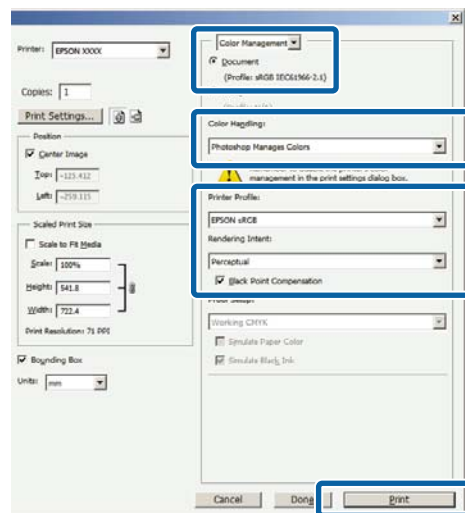 Printer: EPSON XXXX
Copies: 1
Print Settings...
Position
Center Image
Top: -125.412
Left: -259.115
Scaled Print Size
Scale to Fit Media
Scale: 100%
Height: 541.8
Width: 722.4
Print Resolution: 71 PPI
Bounding Box
Units: mm
Color Management
Document
(Profile: sRGB IEC61966-2.1)
Color Handling:
Photoshop Manages Colors
management in the print settings dialog box.
Printer Profile:
EPSON sRGB
Rendering Intent:
Perceptual
Black Point Compensation
Proof Setup:
Working CMYK
Simulate Paper Color
Simulate Black Ink
Cancel
Done
Print